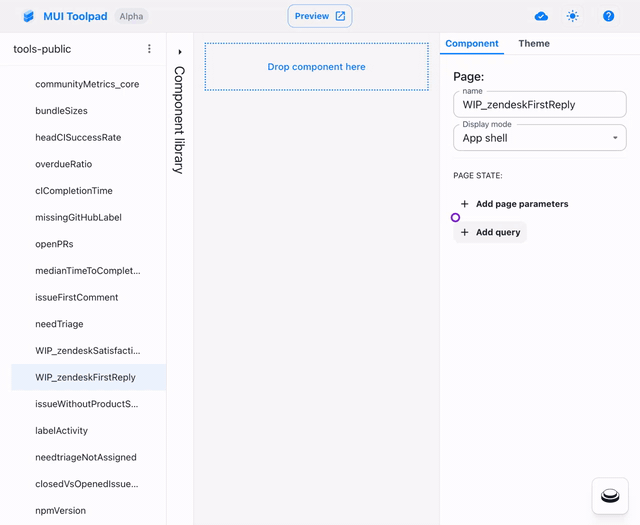 MUI Toolpad Alpha
Preview
tools-public
communityMetrics_core
bundleSizes
headCISuccessRate
overdueRatio
cICompletionTime
missingGitHubLabel
openPRs
medianTimeToComplet...
issueFirstComment
needTriage
WIP_zendeskSatisfacti...
WIP_zendeskFirstReply
issueWithoutProductS...
labelActivity
needtriageNotAssigned
closedVsOpenedIssue...
npmVersion
Component library
Drop component here
Component Theme
Page:
name
WIP_zendeskFirstReply
Display mode
App shell
PAGE STATE:
+ Add page parameters
+ Add query